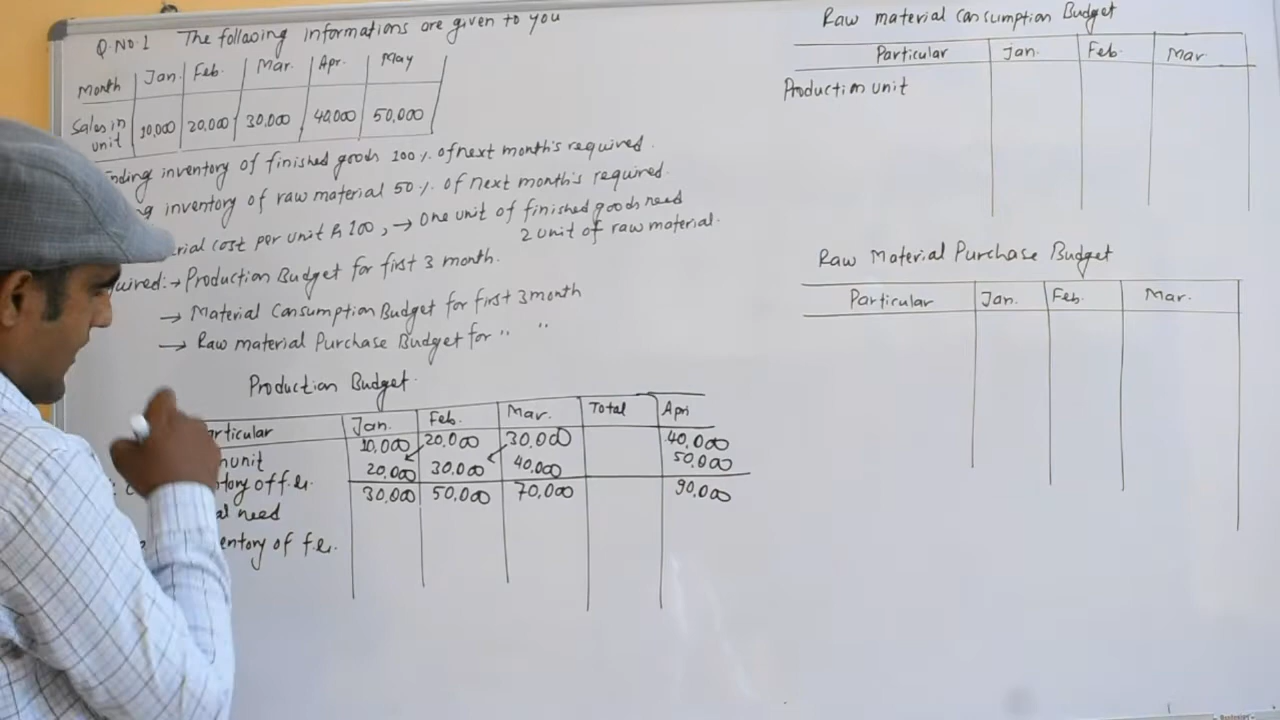 Q.No.1 The following informations are given to you
Month Jan. Feb. Mar. Apr. May
Sales in unit 10,000 20,000 30,000 40,000 50,000
Ending inventory of finished goods 100% of next month's required.
inventory of raw material 50% of next month's required.
cost per unit Rs 100, → One unit of finished goods need
2 unit of raw material.
→ Production Budget for first 3 month.
→ Material Consumption Budget for first 3 month
→ Raw material Purchase Budget for " "
Production Budget.
Jan. Feb. Mar. Total Apri
10,000 20,000 30,000 40,000
unit 20,000 30,000 40,000 50,000
of f.G. 30,000 50,000 70,000 90,000
need
of f.G.
Raw material Consumption Budget
Particular Jan. Feb. Mar
Production unit
Raw Material Purchase Budget
Particular Jan. Feb. Mar.